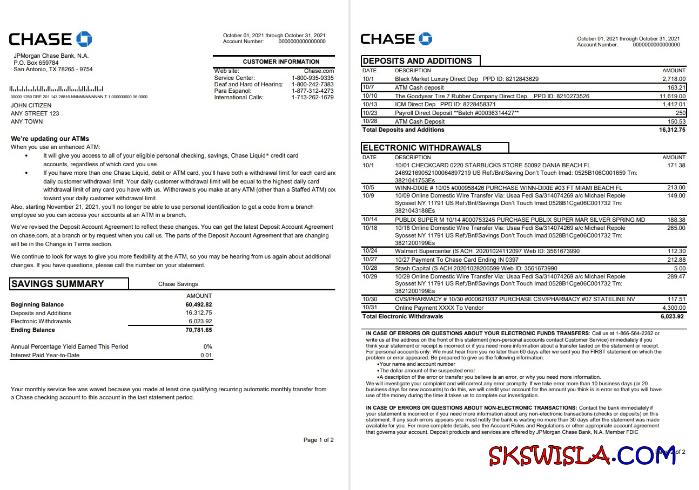 CHASE
October 01, 2021 through October 31, 2021
Account Number: 0000000000000000
JPMorgan Chase Bank, N.A.
P.O. Box 659784
San Antonio, TX 78265 - 9754
CUSTOMER INFORMATION
Web site: Chase.com
Service Center: 1-800-935-9335
Deaf and Hard of Hearing: 1-800-242-7383
Para Espanol: 1-877-312-4273
International Calls: 1-713-262-1679
JOHN CITIZEN
ANY STREET 123
ANY TOWN
We're updating our ATMs
When you use an enhanced ATM:
• It will give you access to all of your eligible personal checking, savings, Chase Liquid® credit card
accounts, regardless of which card you use.
• If you have more than one Chase Liquid, debit or ATM card, you'll have both a withdrawal limit for each card and a
daily customer withdrawal limit. Your daily customer withdrawal limit will be equal to the highest daily card
withdrawal limit of any card you have with us. Withdrawals you make at any ATM (other than a Staffed ATM) count
toward your daily customer withdrawal limit.
Also, starting November 21, 2021, you'll no longer be able to use personal identification to get a code from a branch
employee so you can access your accounts at an ATM in a branch.
We've revised the Deposit Account Agreement to reflect these changes. You can get the latest Deposit Account Agreement
on chase.com, at a branch or by request when you call us. The parts of the Deposit Account Agreement that are changing
will be in the Change in Terms section.
We continue to look for ways to give you more flexibility at the ATM, so you may be hearing from us again about additional
changes. If you have questions, please call the number on your statement.
SAVINGS SUMMARY
Chase Savings
AMOUNT
Beginning Balance 60,492.82
Deposits and Additions 16,312.75
Electronic Withdrawals 6,023.92
Ending Balance 70,781.65
Annual Percentage Yield Earned This Period 0%
Interest Paid Year-to-Date 0.01
Your monthly service fee was waived because you made at least one qualifying recurring automatic monthly transfer from
a Chase checking account to this account in the last statement period.
Page 1 of 2
CHASE
October 01, 2021 through October 31, 2021
Account Number: 0000000000000000
DEPOSITS AND ADDITIONS
DATE DESCRIPTION AMOUNT
10/1 Black Market Luxury Direct Dep PPD ID: 8212843629 2,718.00
10/7 ATM Cash deposit 163.21
10/10 The Goodyear Tire 7 Rubber Company Direct Dep PPD ID: 8210273526 11,619.00
10/13 ICM Direct Dep PPD ID: 8228458371 1,412.01
10/23 Payroll Direct Deposit **Batch #00036314427** 250
10/28 ATM Cash Deposit 150.53
Total Deposits and Additions 16,312.75
ELECTRONIC WITHDRAWALS
DATE DESCRIPTION AMOUNT
10/1 10/01 CHECKCARD 0220 STARBUCKS STORE 50092 DANIA BEACH FL 171.38
24692169052100064897219 US Ref/Bnf/Savings Don't Touch Imad: 0525B106C001659 Trn:
3821041753Es
10/5 WINN-DIXIE # 10/05 #000958426 PURCHASE WINN-DIXIE #03 FT MIAMI BEACH FL 213.00
10/9 10/09 Online Domestic Wire Transfer Via: Usaa Fed Sa/314074269 a/c Michael Repole 149.00
Syosset NY 11791 US Ref/Bnf/Savings Don't Touch Imad:0528B1Cge06C001732 Trn:
3821043188Es
10/14 PUBLIX SUPER M 10/14 #000753245 PURCHASE PUBLIX SUPER MAR SILVER SPRING MD 188.38
10/18 10/18 Online Domestic Wire Transfer Via: Usaa Fed Sa/314074269 a/c Michael Repole 265.00
Syosset NY 11791 US Ref/Bnf/Savings Don't Touch Imad:0528B1Cge06C001732 Trn:
3821200199Es
10/24 Walmart Supercenter (S ACH 20201024112097 Web ID: 3561673990 112.30
10/27 10/27 Payment To Chase Card Ending IN 0397 212.88
10/28 Stash Capital (S ACH 20201028206599 Web ID: 3561673990 5.00
10/29 10/29 Online Domestic Wire Transfer Via: Usaa Fed Sa/314074269 a/c Michael Repole 289.47
Syosset NY 11791 US Ref/Bnf/Savings Don't Touch Imad:0528B1Cge06C001732 Trn:
3821200199Es
10/30 CVS/PHARMACY # 10/30 #000621937 PURCHASE CSV/PHARMACY #017 STATELINE NV 117.51
10/31 Online Payment XXXX To Vendor 4,300.00
Total Electronic Withdrawals 6,023.92
IN CASE OF ERRORS OR QUESTIONS ABOUT YOUR ELECTRONIC FUNDS TRANSFERS: Call us at 1-866-564-2262 or
write us at the address on the front of this statement (non-personal accounts contact Customer Service) immediately if you
think your statement or receipt is incorrect or if you need more information about a transfer listed on the statement or receipt.
For personal accounts only: We must hear from you no later than 60 days after we sent you the FIRST statement on which the
problem or error appeared. Be prepared to give us the following information:
•Your name and account number
•The dollar amount of the suspected error
•A description of the error or transfer you believe is an error, or why you need more information.
We will investigate your complaint and will correct any error promptly. If we take more than 10 business days (or 20
business days for new accounts) to do this, we will credit your account for the amount you think is in error so that you will have
use of the money during the time it takes us to complete our investigation.
IN CASE OF ERRORS OR QUESTIONS ABOUT NON-ELECTRONIC TRANSACTIONS: Contact the bank immediately if
your statement is incorrect or if you need more information about any non-electronic transactions (checks or deposits) on this
statement. If any such errors appears you must notify the bank in writing no more than 30 days after the statement was made
available for you. For more complete details, see the Account Rules and Regulations or other appropriate account agreement
that governs your account. Deposit products and services are offered by JPMorgan Chase Bank, N.A. Member FDIC
of 2
SKSWISLA.COM